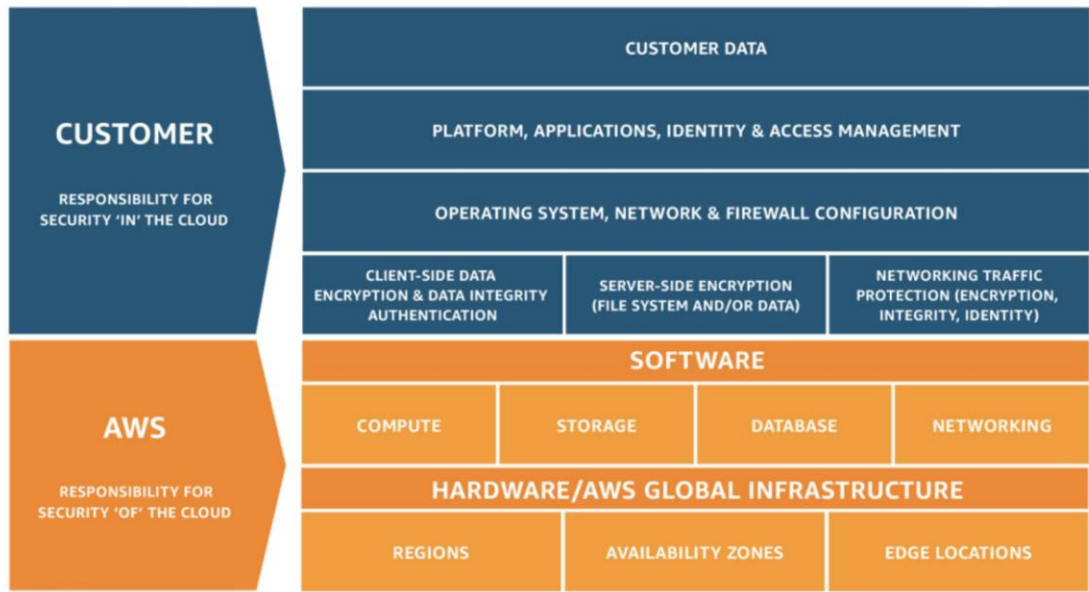 CUSTOMER
RESPONSIBILITY FOR
SECURITY 'IN' THE CLOUD
CUSTOMER DATA
PLATFORM, APPLICATIONS, IDENTITY & ACCESS MANAGEMENT
OPERATING SYSTEM, NETWORK & FIREWALL CONFIGURATION
CLIENT-SIDE DATA
ENCRYPTION & DATA INTEGRITY
AUTHENTICATION
SERVER-SIDE ENCRYPTION
(FILE SYSTEM AND/OR DATA)
NETWORKING TRAFFIC
PROTECTION (ENCRYPTION,
INTEGRITY, IDENTITY)
AWS
RESPONSIBILITY FOR
SECURITY 'OF' THE CLOUD
SOFTWARE
COMPUTE
STORAGE
DATABASE
NETWORKING
HARDWARE/AWS GLOBAL INFRASTRUCTURE
REGIONS
AVAILABILITY ZONES
EDGE LOCATIONS